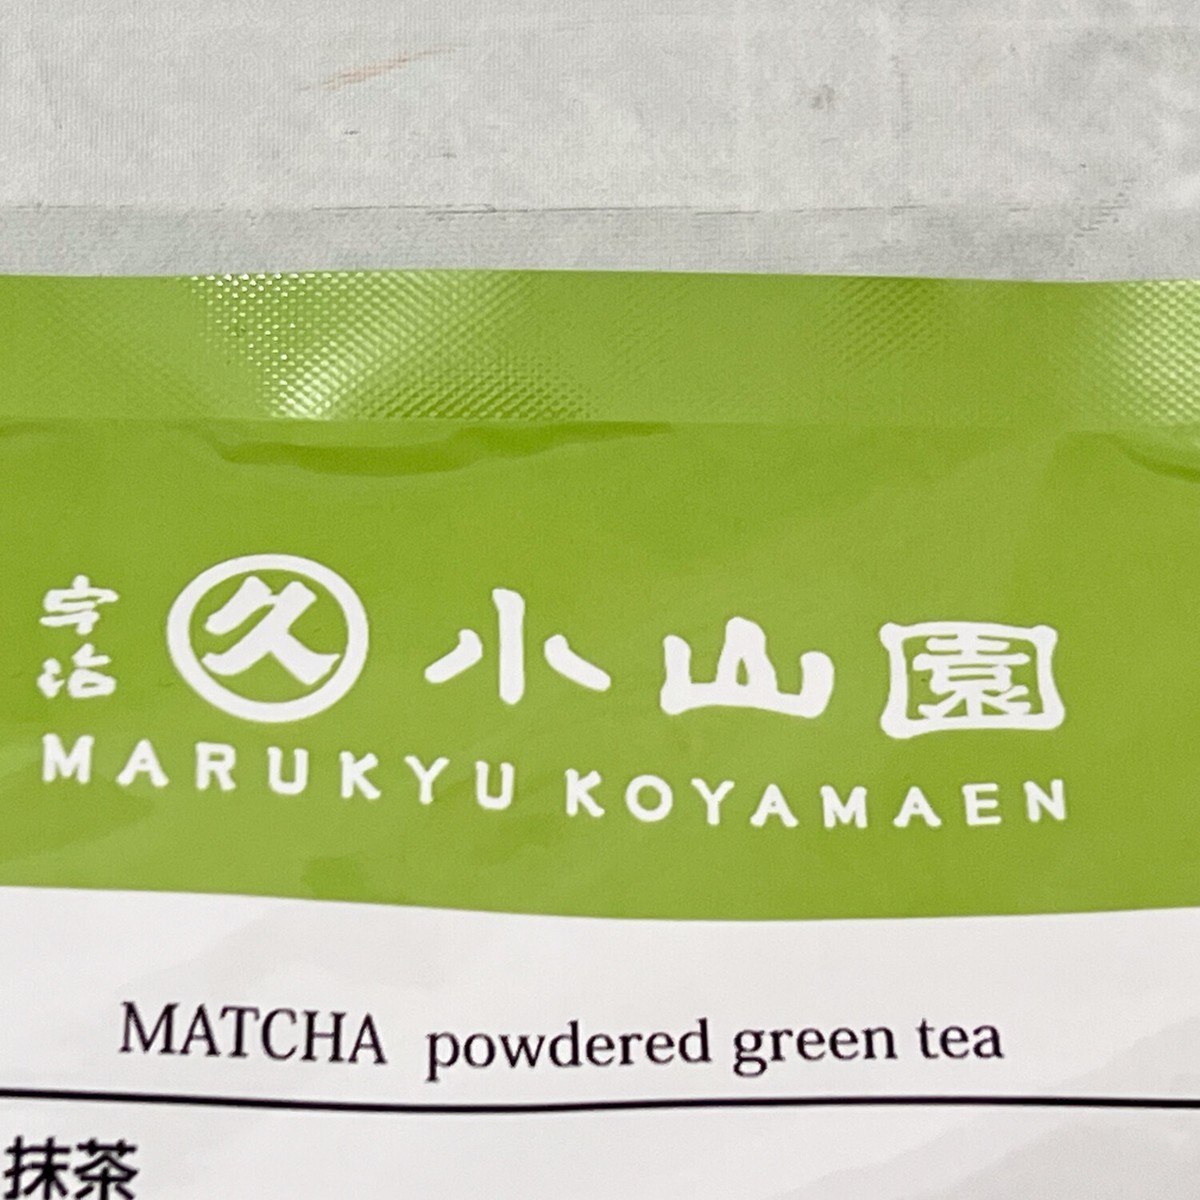 宇治 久 小山園
MARUKYU KOYAMAEN
MATCHA powdered green tea
抹茶